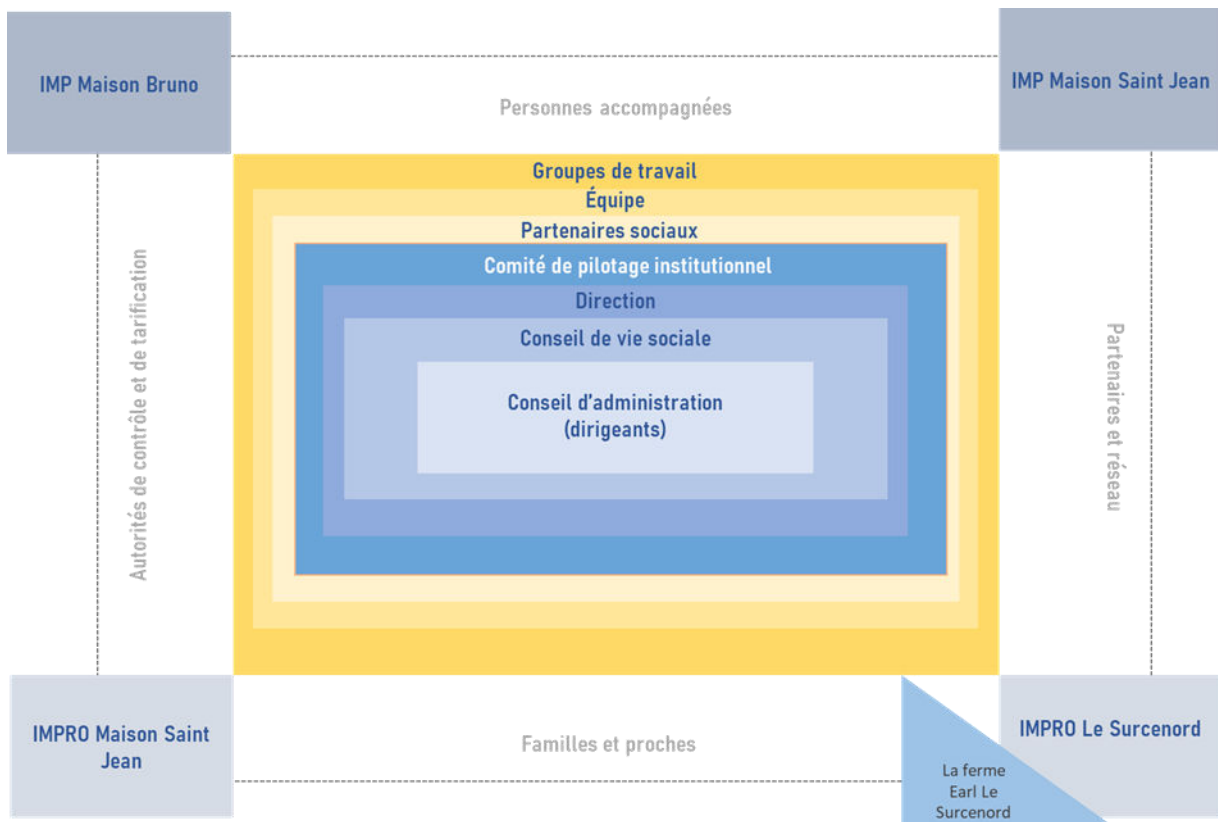 IMP Maison Bruno
IMP Maison Saint Jean
Personnes accompagnées
Groupes de travail
Équipe
Partenaires sociaux
Comité de pilotage institutionnel
Direction
Conseil de vie sociale
Conseil d'administration
(dirigeants)
Autorités de contrôle et de tarification
Partenaires et réseau
IMPRO Maison Saint
Jean
Familles et proches
La ferme
Earl Le
Surcenord
IMPRO Le Surcenord